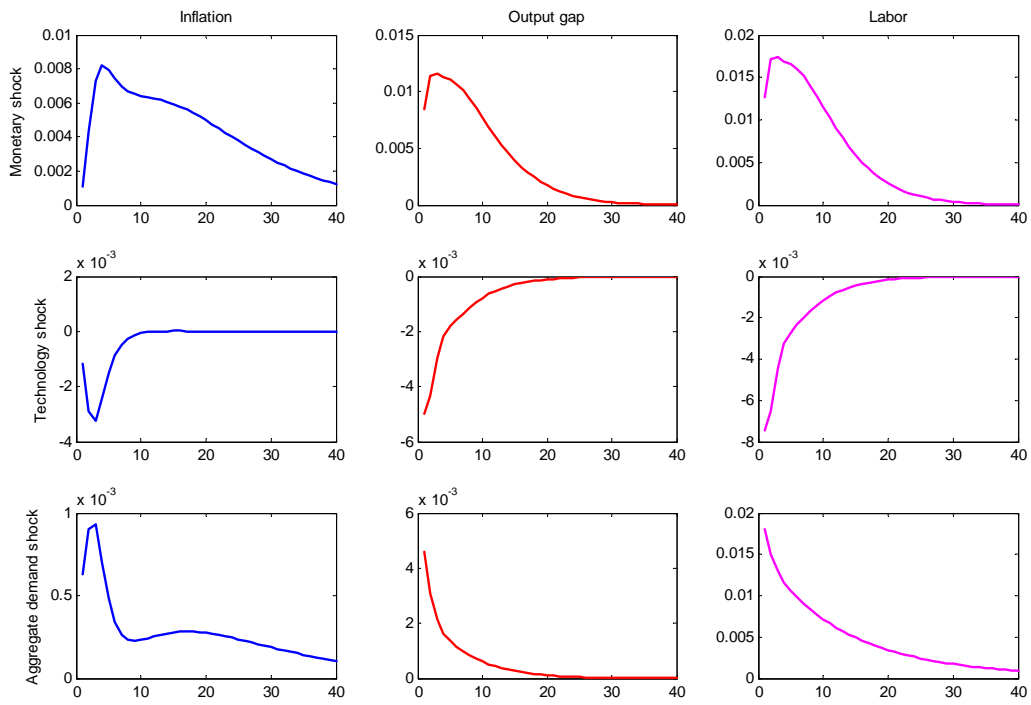 Inflation
Output gap
Labor
Monetary shock
0.01
0.008
0.006
0.004
0.002
0
0 10 20 30 40
0.015
0.01
0.005
0
0 10 20 30 40
0.02
0.015
0.01
0.005
0
0 10 20 30 40
Technology shock
x 10-3
2
0
-2
-4
0 10 20 30 40
x 10-3
0
-2
-4
-6
0 10 20 30 40
x 10-3
0
-2
-4
-6
-8
0 10 20 30 40
Aggregate demand shock
x 10-3
1
0.5
0
0 10 20 30 40
x 10-3
6
4
2
0
0 10 20 30 40
0.02
0.015
0.01
0.005
0
0 10 20 30 40